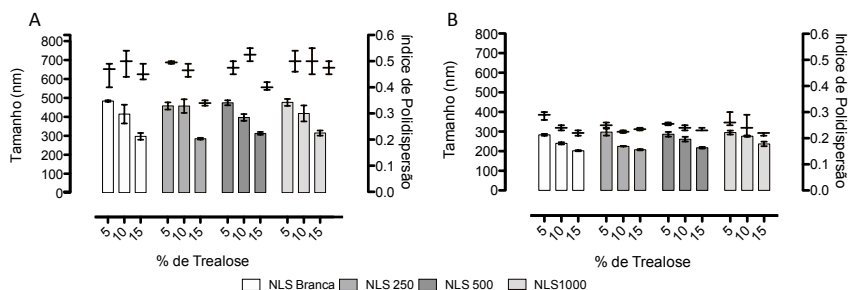 A
B
Tamanho (nm)
800
700
600
500
400
300
200
100
0
0.6
0.5
0.4
0.3
0.2
0.1
0.0
Índice de Polidispersão
5 10 15 5 10 15 5 10 15 5 10 15
% de Trealose
Tamanho (nm)
800
700
600
500
400
300
200
100
0
0.6
0.5
0.4
0.3
0.2
0.1
0.0
Índice de Polidispersão
5 10 15 5 10 15 5 10 15 5 10 15
% de Trealose
NLS Branca NLS 250 NLS 500 NLS1000